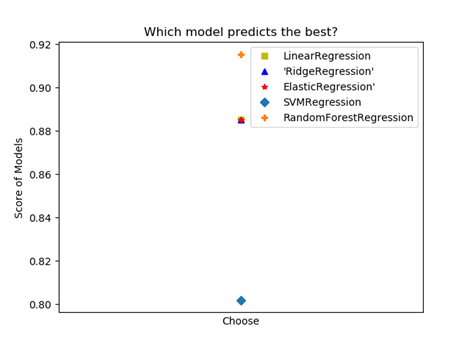 Which model predicts the best?
0.92
0.90
0.88
0.86
0.84
0.82
0.80
Score of Models
LinearRegression
'RidgeRegression'
ElasticRegression'
SVMRegression
RandomForestRegression
Choose